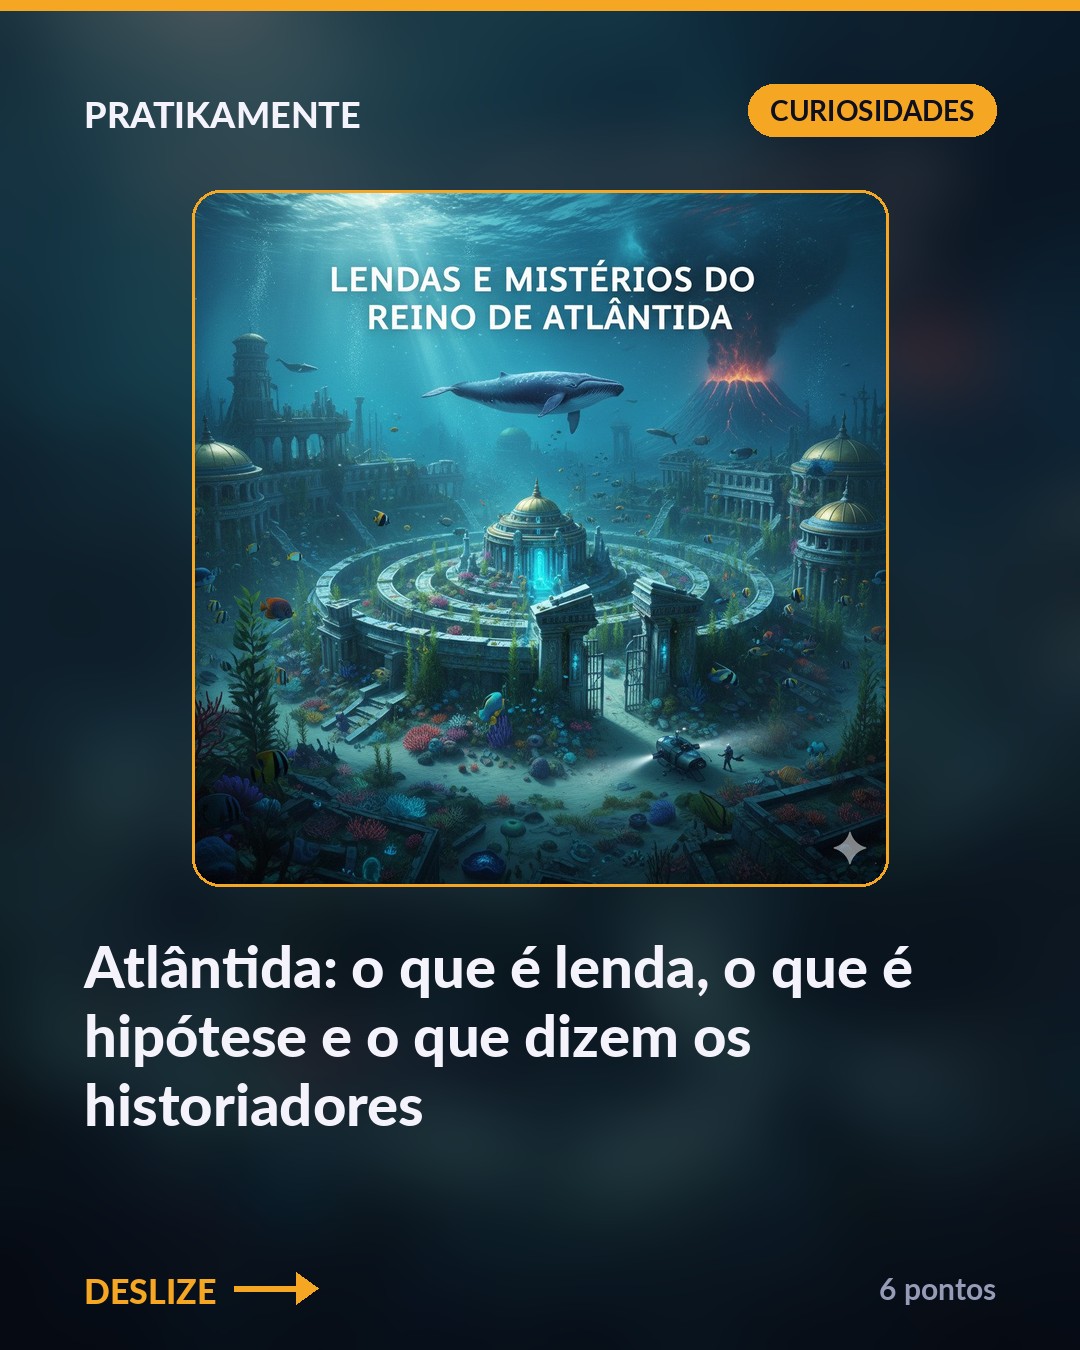 PRATIKAMENTE
CURIOSIDADES
LENDAS E MISTÉRIOS DO
REINO DE ATLÂNTIDA
Atlântida: o que é lenda, o que é
hipótese e o que dizem os
historiadores
DESLIZE
6 pontos